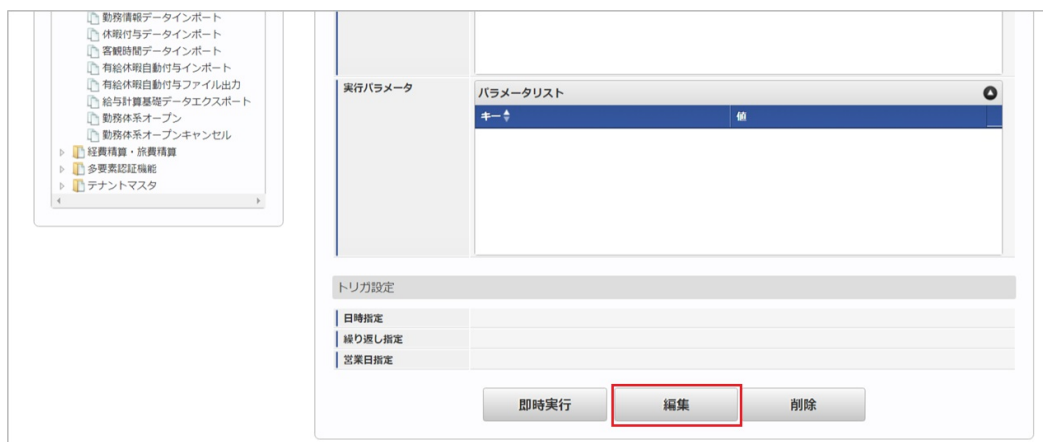 勤務情報データインポート
休暇付与データインポート
客観時間データインポート
有給休暇自動付与インポート
有給休暇自動付与ファイル出力
給与計算基礎データエクスポート
勤務体系オープン
勤務体系オープンキャンセル
経費精算・旅費精算
多要素認証機能
テナントマスタ
実行パラメータ
パラメータリスト
キー 値
トリガ設定
日時指定
繰り返し指定
営業日指定
即時実行 編集 削除